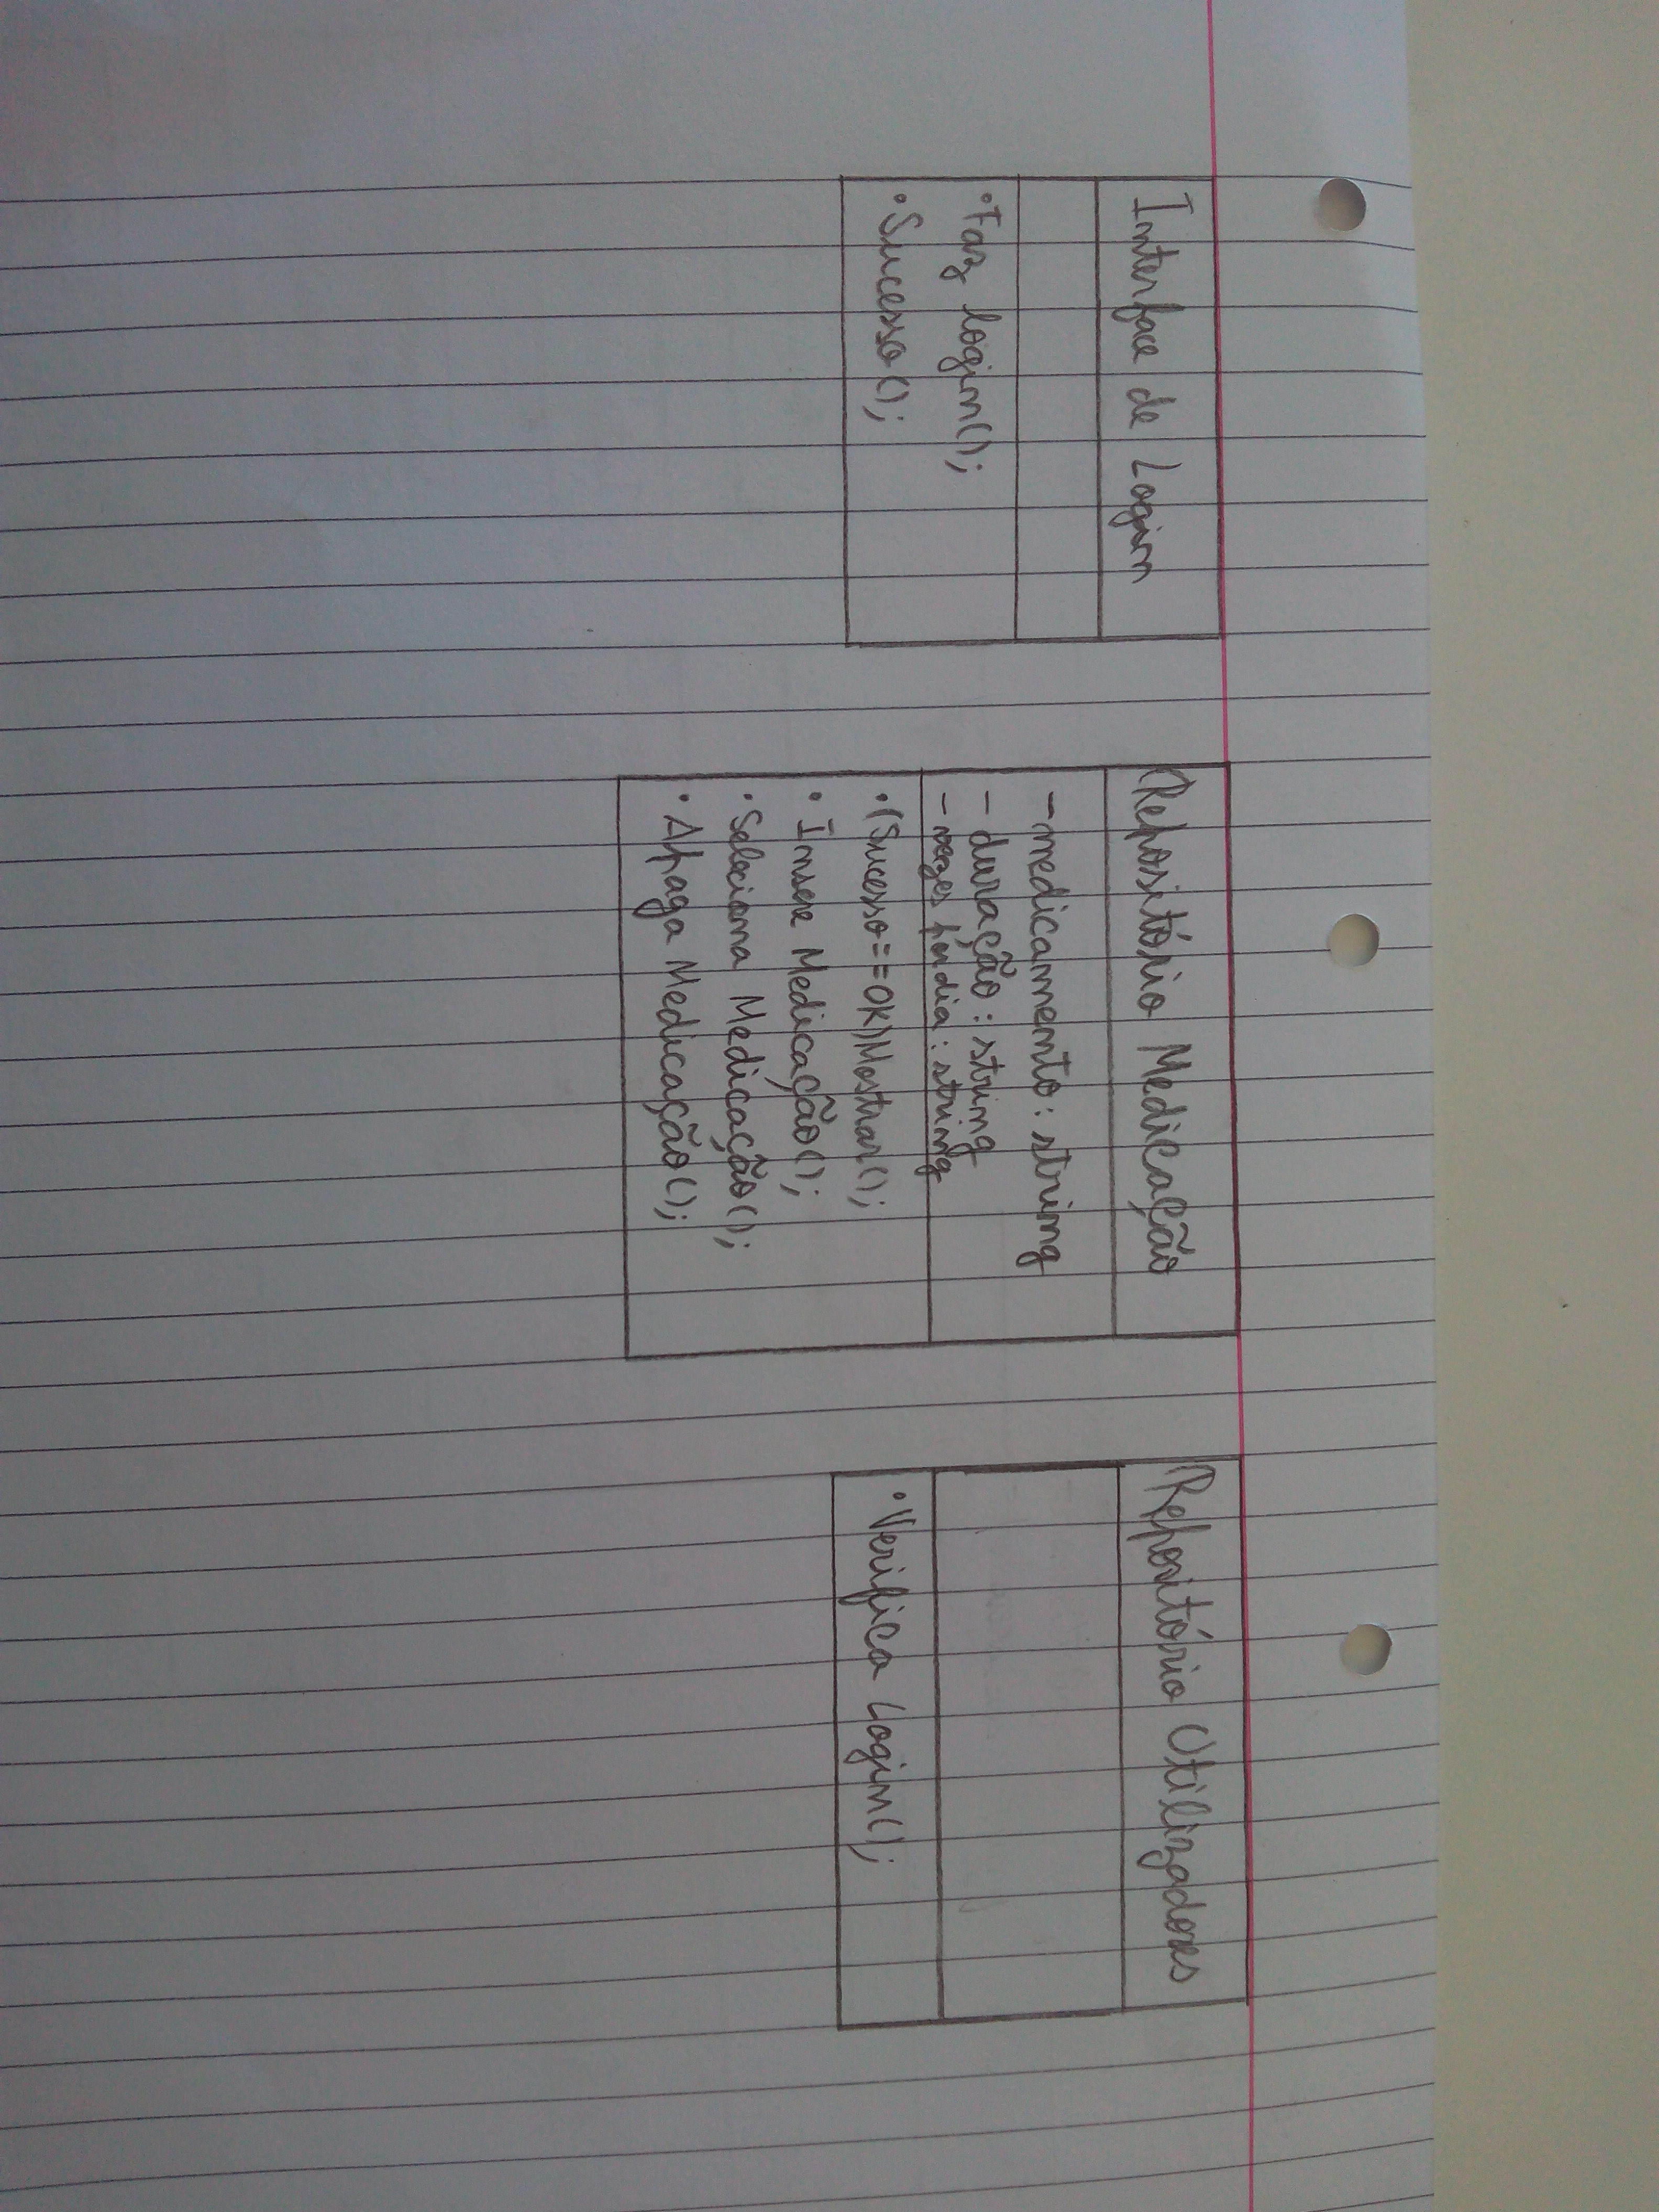 Interface de Login
•Faz login();
•Sucesso();
Repositório Medicação
- medicamento: string
- duração: string
- vezes por dia: string
•(Sucesso==OK)Mostrar();
• Insere Medicação();
•Seleciona Medicação();
• Apaga Medicação();
Repositório Utilizadores
•Verifica Login();